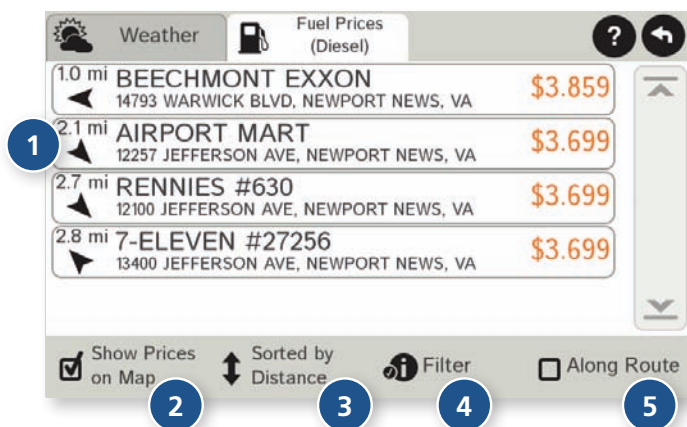 Weather
Fuel Prices
(Diesel)
?
1.0 mi BEECHMONT EXXON $3.859
14793 WARWICK BLVD, NEWPORT NEWS, VA
1
2.1 mi AIRPORT MART $3.699
12257 JEFFERSON AVE, NEWPORT NEWS, VA
2.7 mi RENNIES #630 $3.699
12100 JEFFERSON AVE, NEWPORT NEWS, VA
2.8 mi 7-ELEVEN #27256 $3.699
13400 JEFFERSON AVE, NEWPORT NEWS, VA
Show Prices
on Map
Sorted by
Distance
Filter
Along Route
2
3
4
5